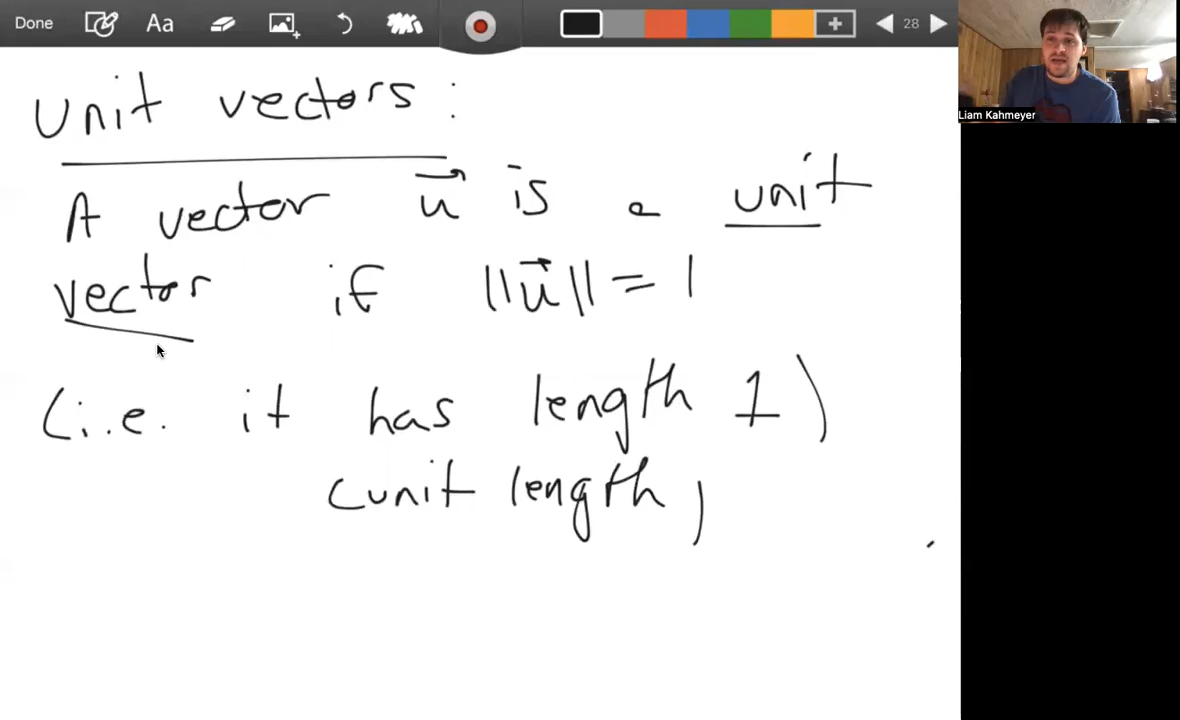 Done Aa 28
Liam Kahmeyer
Unit vectors:
A vector u⃗ is a unit
vector if ||u⃗|| = 1
(i.e. it has length 1)
(unit length)